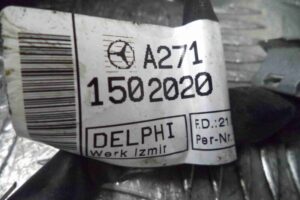 A271
1502020
DELPHI
Werk Izmir
F.D.:21
Per-Nr.